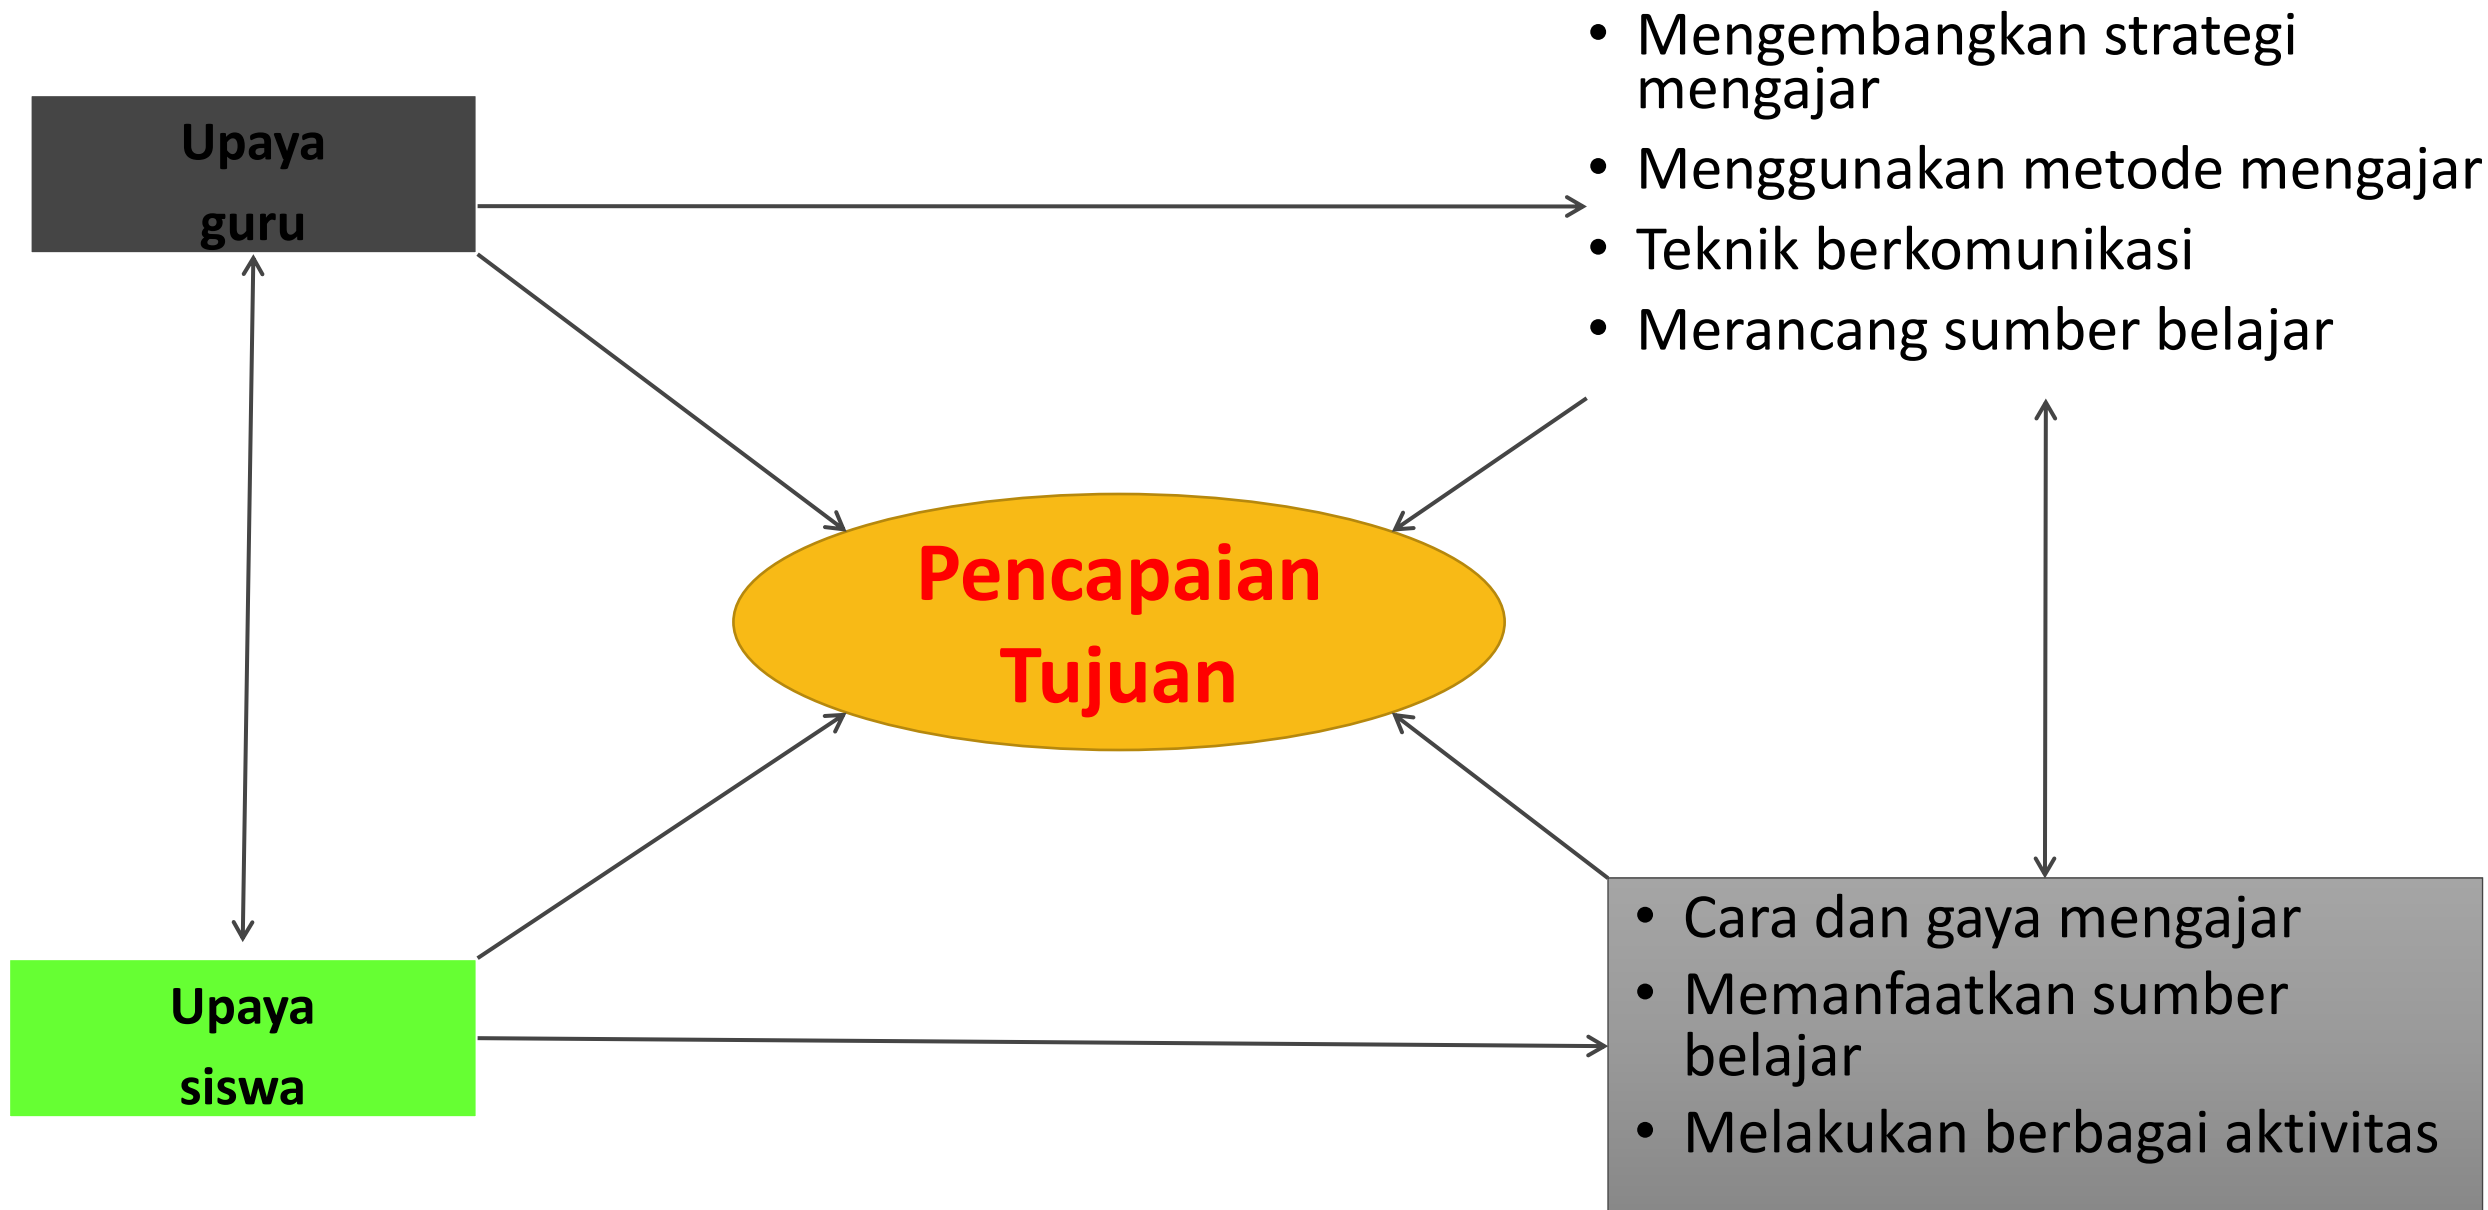 Upaya
guru
• Mengembangkan strategi
mengajar
• Menggunakan metode mengajar
• Teknik berkomunikasi
• Merancang sumber belajar
Pencapaian
Tujuan
Upaya
siswa
• Cara dan gaya mengajar
• Memanfaatkan sumber
belajar
• Melakukan berbagai aktivitas